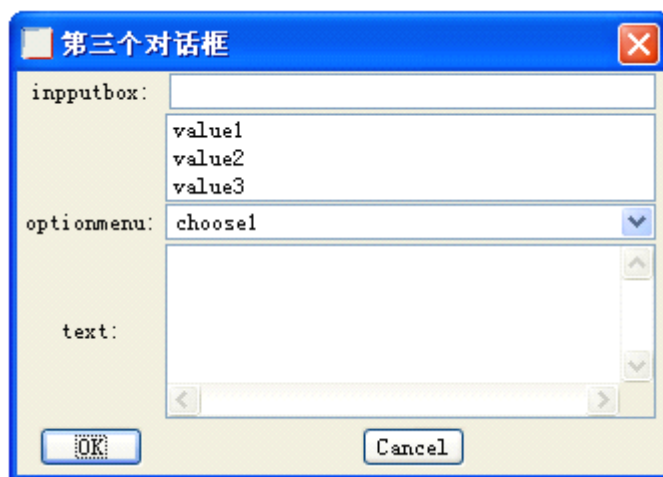 第三个对话框
inpputbox:
value1
value2
value3
optionmenu: choose1
text:
OK Cancel